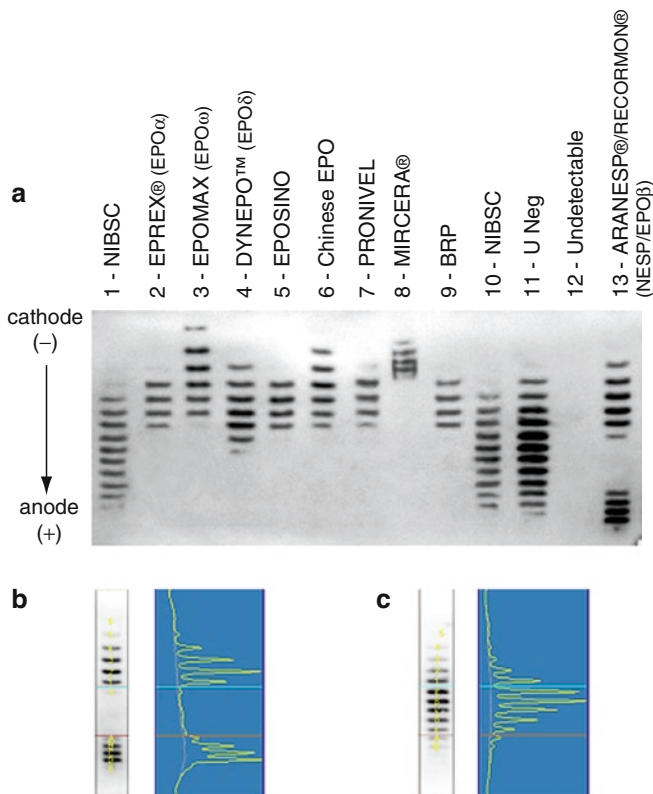 a
1 - NIBSC
2 - EPREX® (EPOα)
3 - EPOMAX (EPOω)
4 - DYNEPO™ (EPOδ)
5 - EPOSINO
6 - Chinese EPO
7 - PRONIVEL
8 - MIRCERA®
9 - BRP
10 - NIBSC
11 - U Neg
12 - Undetectable
13 - ARANESP®/RECORMON®
(NESP/EPOβ)
cathode
(−)
anode
(+)
b
c